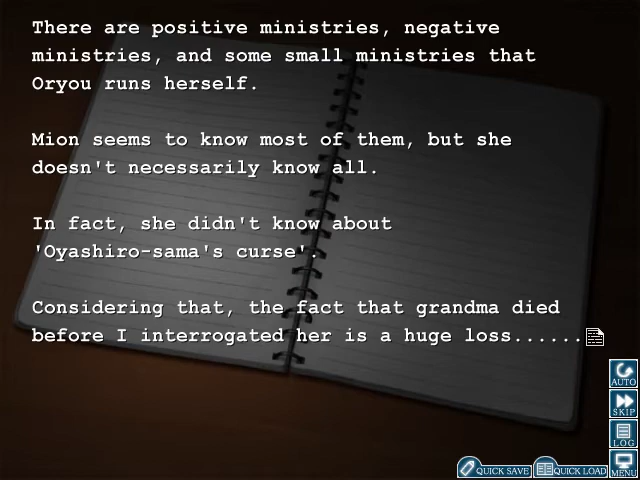 There are positive ministries, negative
ministries, and some small ministries that
Oryou runs herself.
Mion seems to know most of them, but she
doesn't necessarily know all.
In fact, she didn't know about
'Oyashiro-sama's curse'.
Considering that, the fact that grandma died
before I interrogated her is a huge loss......
AUTO
SKIP
LOG
QUICK SAVE QUICK LOAD MENU